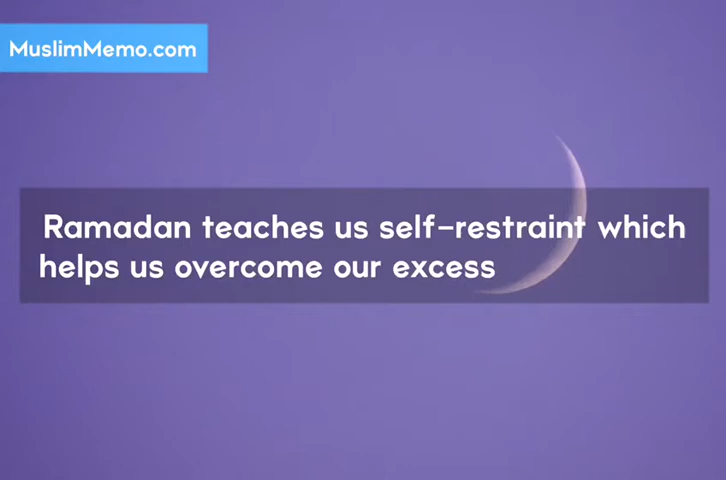 MuslimMemo.com
Ramadan teaches us self-restraint which
helps us overcome our excess